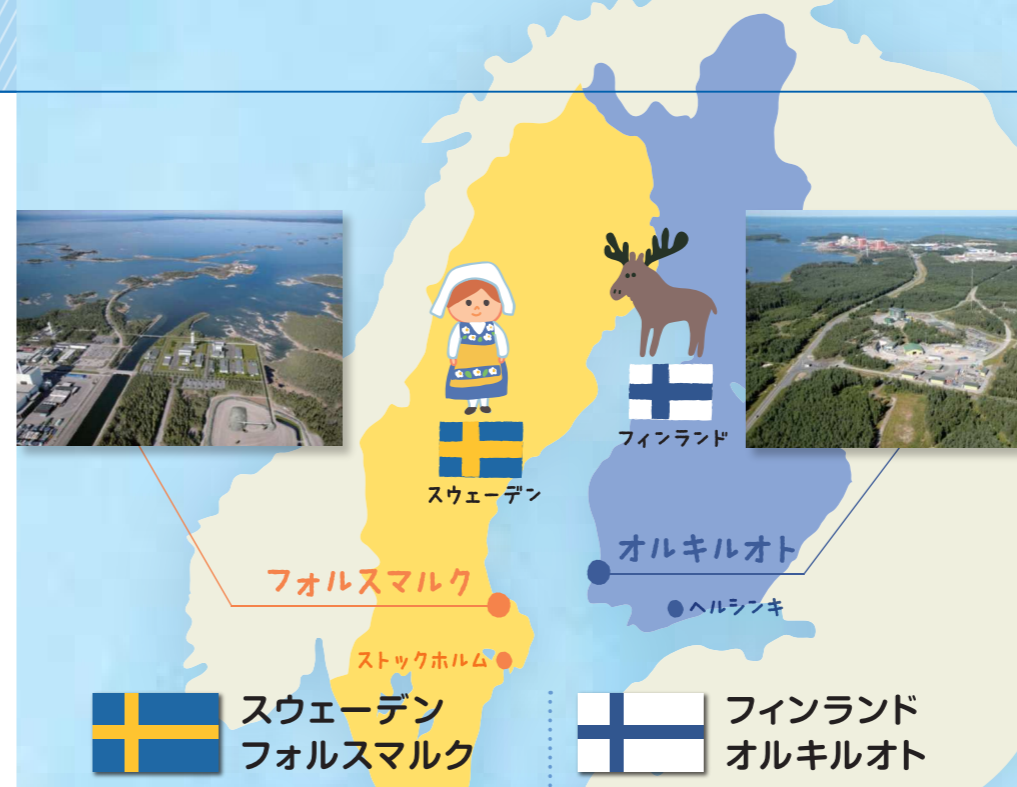 フィンランド
スウェーデン
オルキルオト
フォルスマルク
ヘルシンキ
ストックホルム
スウェーデン
フォルスマルク
フィンランド
オルキルオト